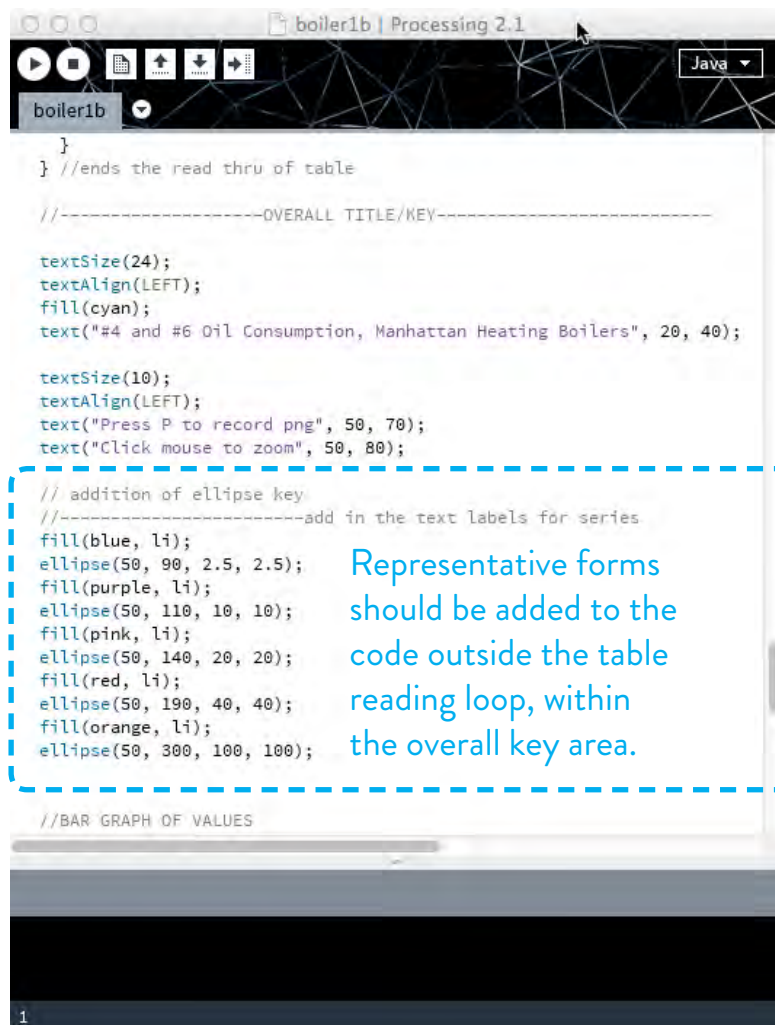 boiler1b | Processing 2.1
Java
boiler1b
}
} //ends the read thru of table
//--------------------OVERALL TITLE/KEY---------------------------
textSize(24);
textAlign(LEFT);
fill(cyan);
text("#4 and #6 Oil Consumption, Manhattan Heating Boilers", 20, 40);
textSize(10);
textAlign(LEFT);
text("Press P to record png", 50, 70);
text("Click mouse to zoom", 50, 80);
// addition of ellipse key
//------------------------add in the text labels for series
fill(blue, li);
ellipse(50, 90, 2.5, 2.5);
fill(purple, li);
ellipse(50, 110, 10, 10);
fill(pink, li);
ellipse(50, 140, 20, 20);
fill(red, li);
ellipse(50, 190, 40, 40);
fill(orange, li);
ellipse(50, 300, 100, 100);
Representative forms
should be added to the
code outside the table
reading loop, within
the overall key area.
//BAR GRAPH OF VALUES
1